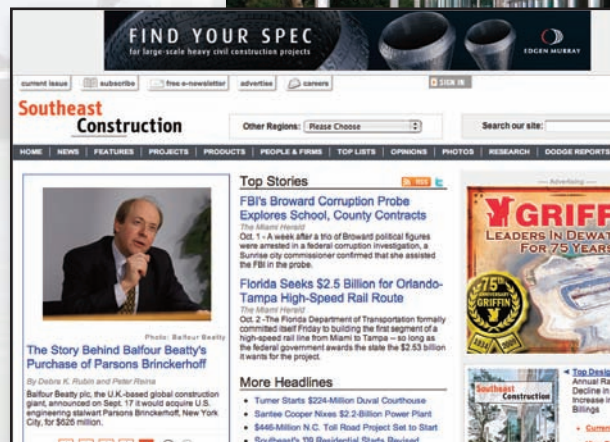 FIND YOUR SPEC
for large-scale heavy civil construction projects
EDGEN MURRAY
current issue
subscribe
free e-newsletter
advertise
careers
SIGN IN
Southeast
Construction
Other Regions: Please Choose
Search our site:
HOME | NEWS | FEATURES | PROJECTS | PRODUCTS | PEOPLE & FIRMS | TOP LISTS | OPINIONS | PHOTOS | RESEARCH | DODGE REPORTS
Photo: Balfour Beatty
The Story Behind Balfour Beatty's
Purchase of Parsons Brinckerhoff
By Debra K. Rubin and Peter Reina
Balfour Beatty plc, the U.K.-based global construction
giant, announced on Sept. 17 it would acquire U.S.
engineering stalwart Parsons Brinckerhoff, New York
City, for $626 million.
Top Stories
RSS
FBI's Broward Corruption Probe
Explores School, County Contracts
The Miami Herald
Oct. 1 - A week after a trio of Broward political figures
were arrested in a federal corruption investigation, a
Sunrise city commissioner confirmed that she assisted
the FBI in the probe.
Florida Seeks $2.5 Billion for Orlando-
Tampa High-Speed Rail Route
The Miami Herald
Oct. 2 -The Florida Department of Transportation formally
committed itself Friday to building the first segment of a
high-speed rail line from Miami to Tampa -- so long as
the federal government awards the state the $2.53 billion
it wants for the project.
More Headlines
• Turner Starts $224-Million Duval Courthouse
• Santee Cooper Nixes $2.2-Billion Power Plant
• $446-Million N.C. Toll Road Project Set to Start
• Southeast's '09 Residential Starts Revised
Advertising
GRIFF
LEADERS IN DEWAT
FOR 75 YEARS
75th
ANNIVERSARY
GRIFFIN
1934 2009
Southeast
Construction
Top Desig
Annual Ra
Decline in
Increase in
Billings
• Current